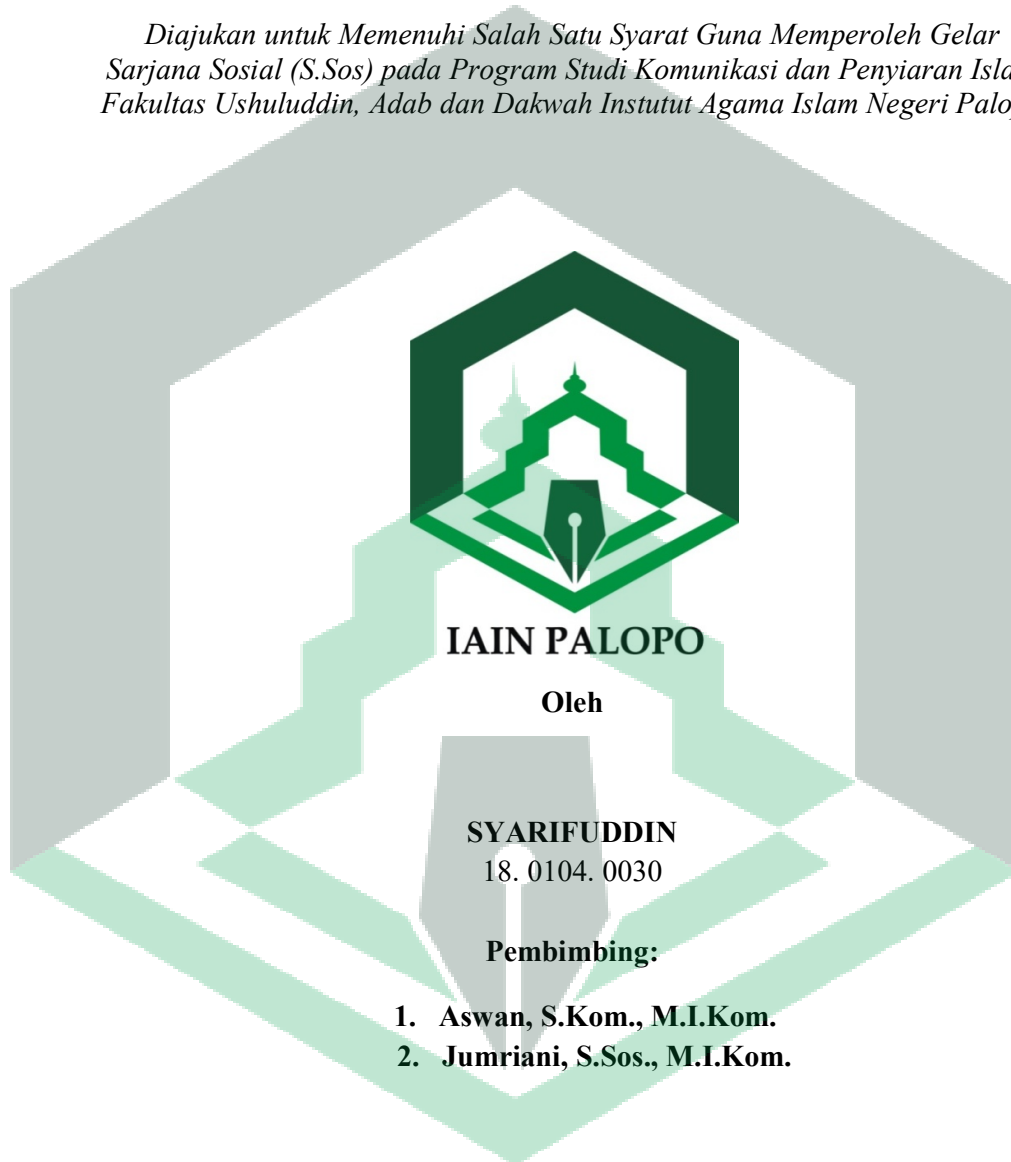 Diajukan untuk Memenuhi Salah Satu Syarat Guna Memperoleh Gelar
Sarjana Sosial (S.Sos) pada Program Studi Komunikasi dan Penyiaran
Fakultas Ushuluddin, Adab dan Dakwah Instutut Agama Islam Negeri
IAIN PALOPO
Oleh
SYARIFUDDIN
18. 0104. 0030
Pembimbing:
1. Aswan, S.Kom., M.I.Kom.
2. Jumriani, S.Sos., M.I.Kom.